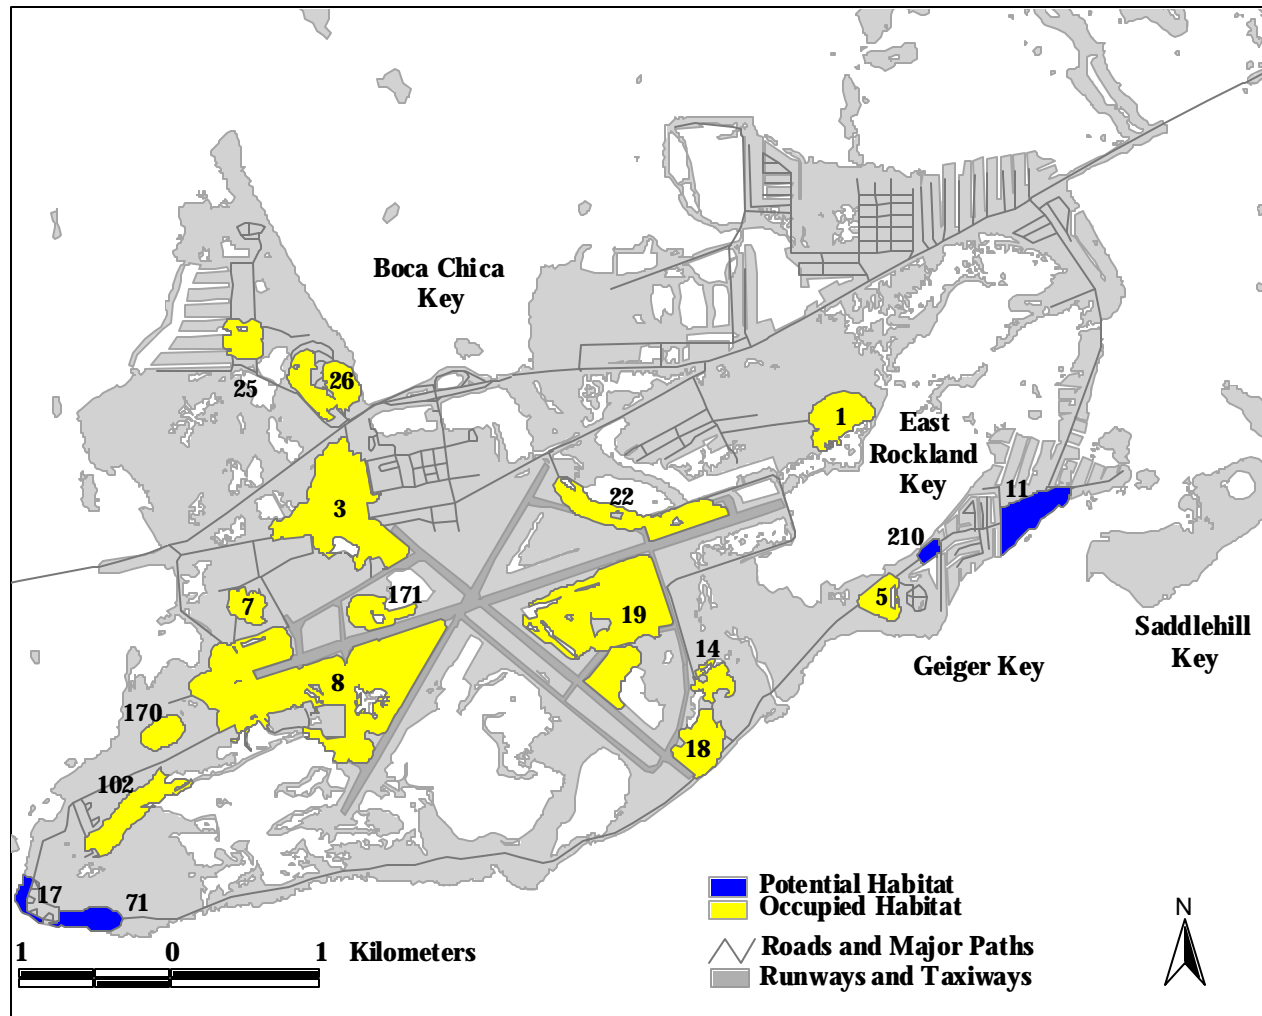 Boca Chica
Key
25
26
1
East
Rockland
Key
3
22
11
210
7
171
19
5
Saddlehill
Key
14
Geiger Key
8
170
18
102
17
71
Potential Habitat
Occupied Habitat
Roads and Major Paths
Runways and Taxiways
1 0 1 Kilometers
N